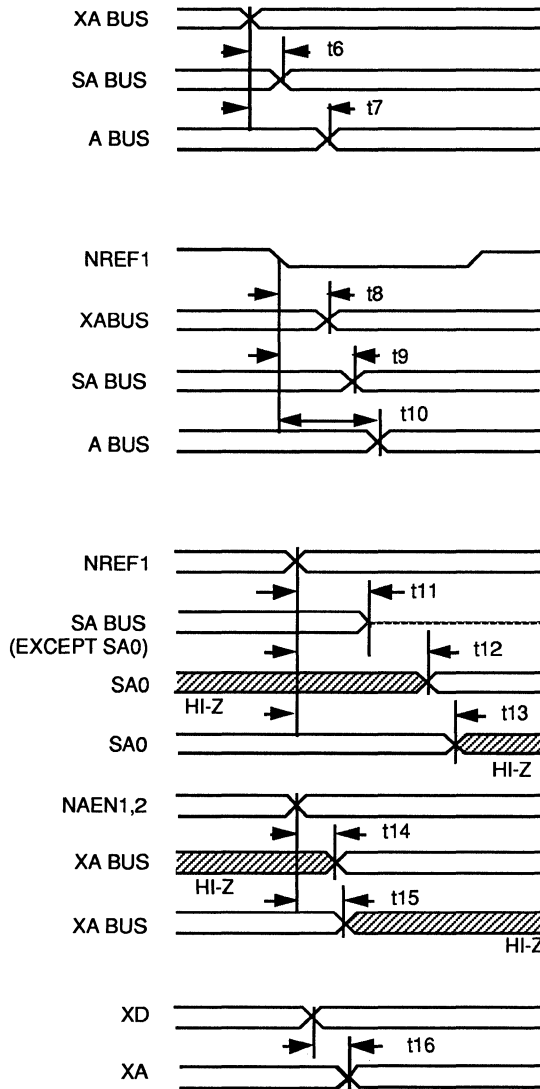 XA BUS
t6
SA BUS
t7
A BUS
NREF1
t8
XABUS
t9
SA BUS
t10
A BUS
NREF1
t11
SA BUS
(EXCEPT SA0)
t12
SA0
HI-Z
t13
SA0
HI-Z
NAEN1,2
t14
XA BUS
HI-Z
t15
XA BUS
HI-Z
XD
t16
XA